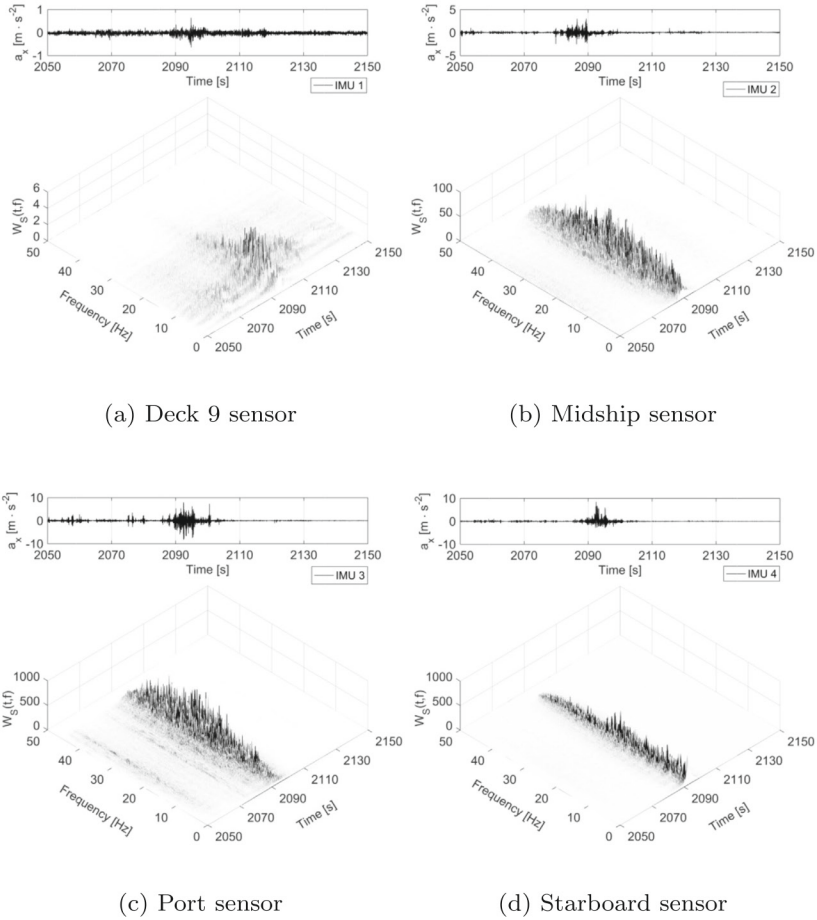 1
0
-1
a_x [m · s⁻²]
2050 2070 2090 2110 2130 2150
Time [s]
IMU 1
6
4
2
0
W_S(t,f)
50
40
30
20
10
0
Frequency [Hz]
2050
2070
2090
2110
2130
2150
Time [s]
(a) Deck 9 sensor
5
0
-5
a_x [m · s⁻²]
2050 2070 2090 2110 2130 2150
Time [s]
IMU 2
100
50
0
W_S(t,f)
50
40
30
20
10
0
Frequency [Hz]
2050
2070
2090
2110
2130
2150
Time [s]
(b) Midship sensor
10
0
-10
a_x [m · s⁻²]
2050 2070 2090 2110 2130 2150
Time [s]
IMU 3
1000
500
0
W_S(t,f)
50
40
30
20
10
0
Frequency [Hz]
2050
2070
2090
2110
2130
2150
Time [s]
(c) Port sensor
10
0
-10
a_x [m · s⁻²]
2050 2070 2090 2110 2130 2150
Time [s]
IMU 4
1000
500
0
W_S(t,f)
50
40
30
20
10
0
Frequency [Hz]
2050
2070
2090
2110
2130
2150
Time [s]
(d) Starboard sensor